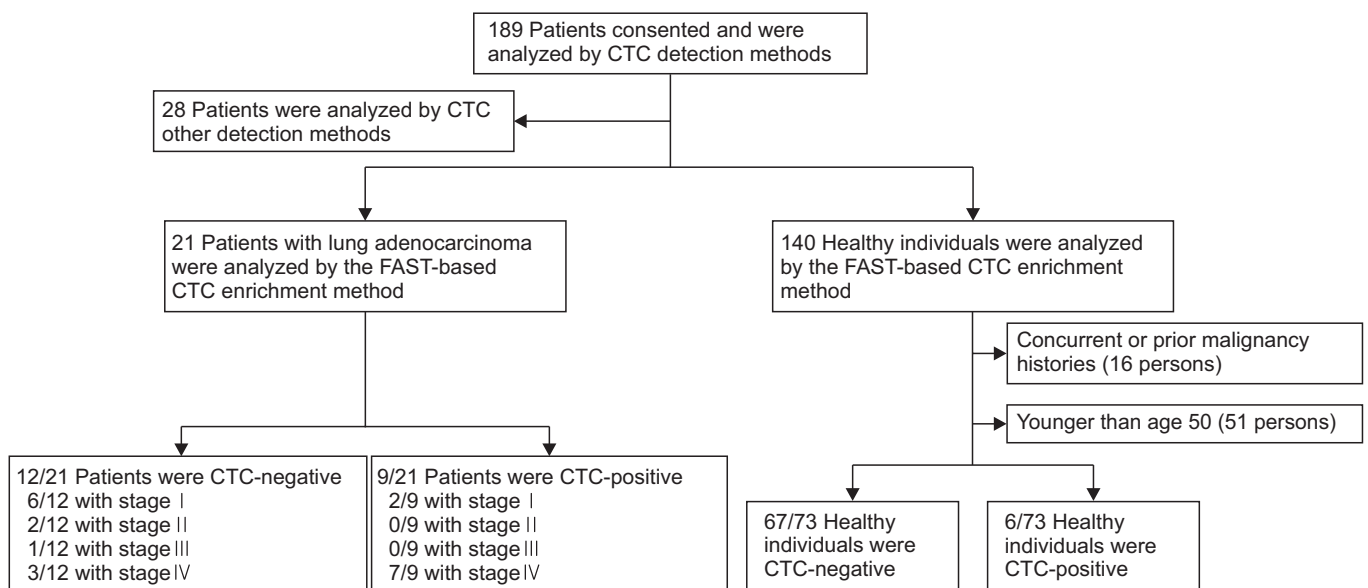 189 Patients consented and were
analyzed by CTC detection methods
28 Patients were analyzed by CTC
other detection methods
21 Patients with lung adenocarcinoma
were analyzed by the FAST-based
CTC enrichment method
140 Healthy individuals were analyzed
by the FAST-based CTC enrichment
method
Concurrent or prior malignancy
histories (16 persons)
Younger than age 50 (51 persons)
12/21 Patients were CTC-negative
6/12 with stage I
2/12 with stage II
1/12 with stage III
3/12 with stage IV
9/21 Patients were CTC-positive
2/9 with stage I
0/9 with stage II
0/9 with stage III
7/9 with stage IV
67/73 Healthy
individuals were
CTC-negative
6/73 Healthy
individuals were
CTC-positive